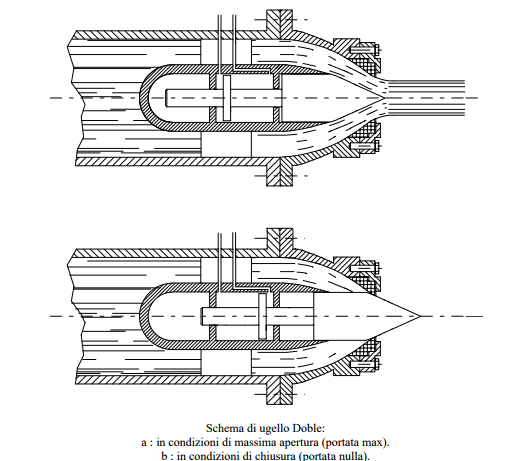 Schema di ugello Doble:
a : in condizioni di massima apertura (portata max).
b : in condizioni di chiusura (portata nulla).